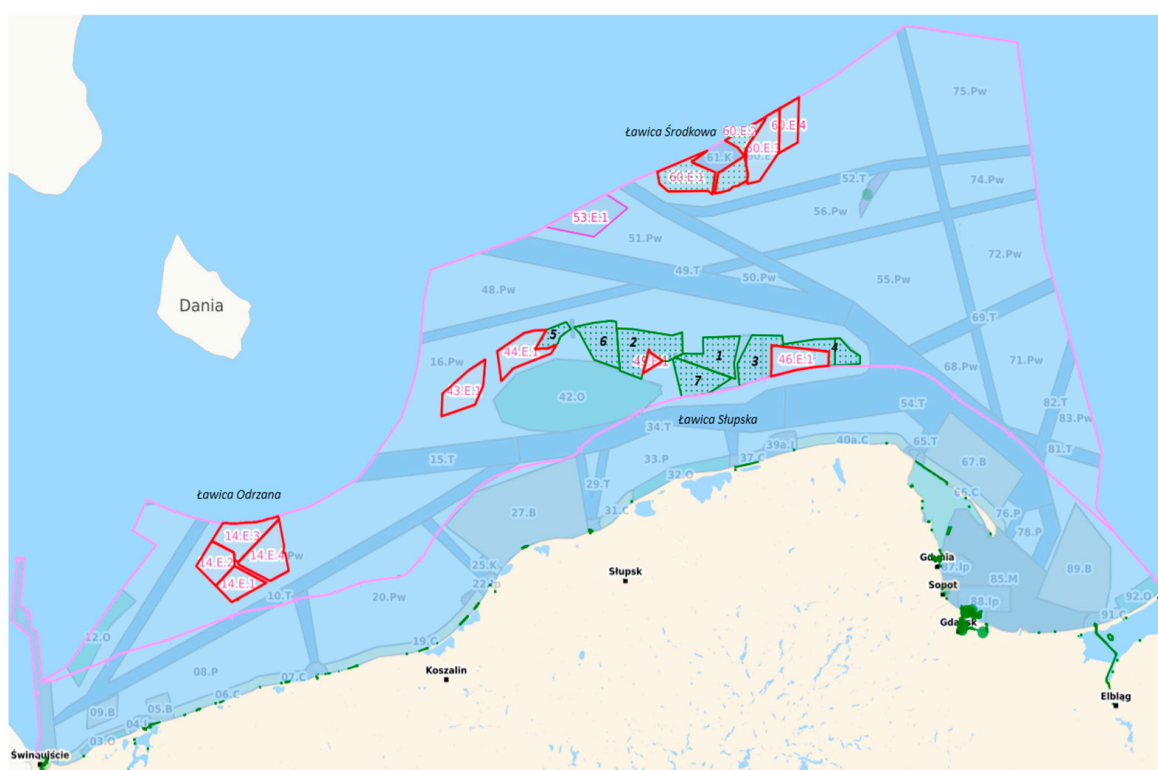 75.Pw
Ławica Środkowa
60.E.2
60.E.4
60.E.3
61.K
60.E.1
52.T
74.Pw
53.E.1
56.Pw
51.Pw
72.Pw
49.T
50.Pw
55.Pw
48.Pw
Dania
69.T
5
6
2
1
3
4
16.Pw
44.E.1
46.E.1
71.Pw
68.Pw
7
43.E.1
42.O
54.T
82.T
83.Pw
Ławica Słupska
34.T
39a.I
40a.C
65.T
81.T
15.T
33.P
37.C
67.B
32.O
29.T
66.C
Ławica Odrzana
31.C
27.B
76.P
78.P
14.E.3
14.E.4
14.E.2
14.E.1
10.T
25.K
Słupsk
Gdynia
87.Ip
89.B
85.M
Sopot
20.Pw
88.Ip
92.O
91.C
12.O
Gdańsk
19.C
08.P
07.C
Koszalin
06.C
Elbląg
05.B
09.B
03.O
Świnoujście